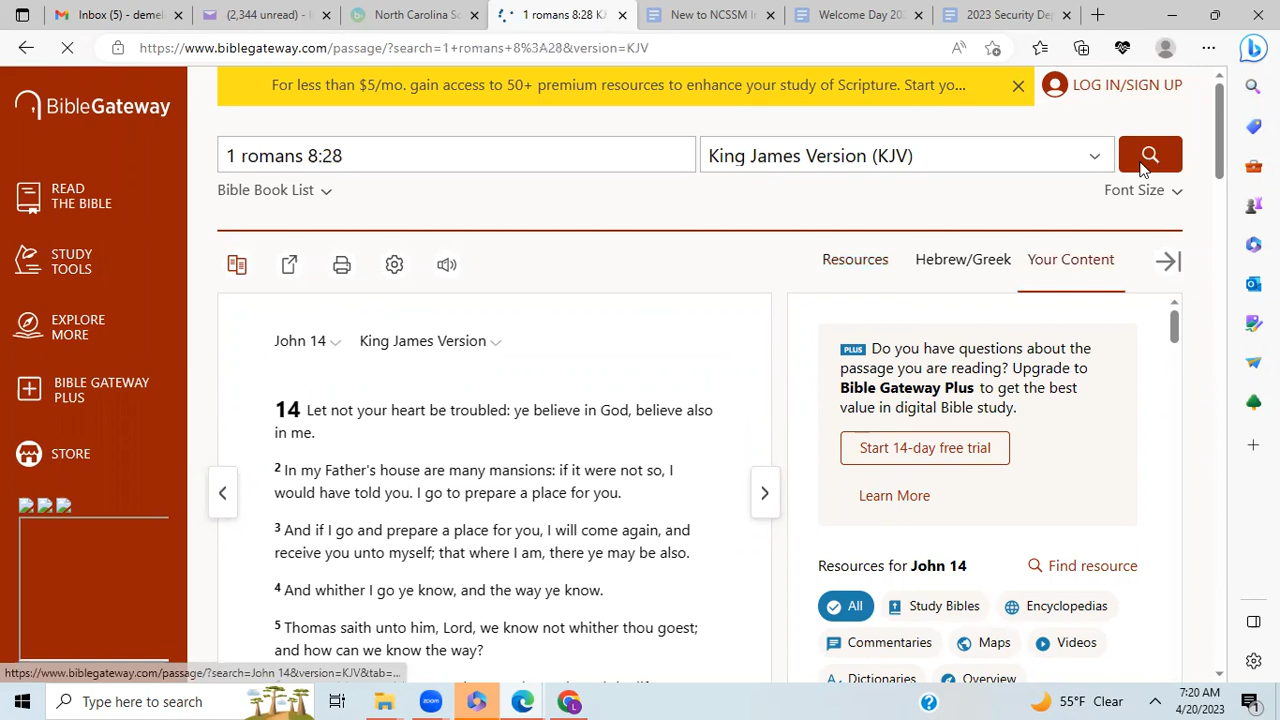 (2,344 unread) -
North Carolina Sc
1 romans 8:28 KJ
New NCSSM In
Welcome Day 202
2023 Security De
https://www.biblegateway.com/passage/?search=1+romans+8%3A28&version=KJV
BibleGateway
For less than $5/mo. gain access to 50+ premium resources to enhance your study of Scripture. Start yo...
LOG IN/SIGN UP
1 romans 8:28
King James Version (KJV)
Bible Book List
Font Size
READ
THE BIBLE
STUDY
TOOLS
EXPLORE
MORE
BIBLE GATEWAY
PLUS
STORE
Resources
Hebrew/Greek
Your Content
John 14
King James Version
14 Let not your heart be troubled: ye believe in God, believe also
in me.
2 In my Father's house are many mansions: if it were not so, I
would have told you. I go to prepare a place for you.
3 And if I go and prepare a place for you, I will come again, and
receive you unto myself; that where I am, there ye may be also.
4 And whither I go ye know, and the way ye know.
5 Thomas saith unto him, Lord, we know not whither thou goest;
and how can we know the way?
PLUS Do you have questions about the
passage you are reading? Upgrade to
Bible Gateway Plus to get the best
value in digital Bible study.
Start 14-day free trial
Learn More
Resources for John 14
Find resource
All
Study Bibles
Encyclopedias
Commentaries
Maps
Videos
Dictionaries
Overview
https://www.biblegateway.com/passage/?search=John 14&version=KJV&tab=...
Type here to search
zoom
55°F Clear
7:20 AM
4/20/2023